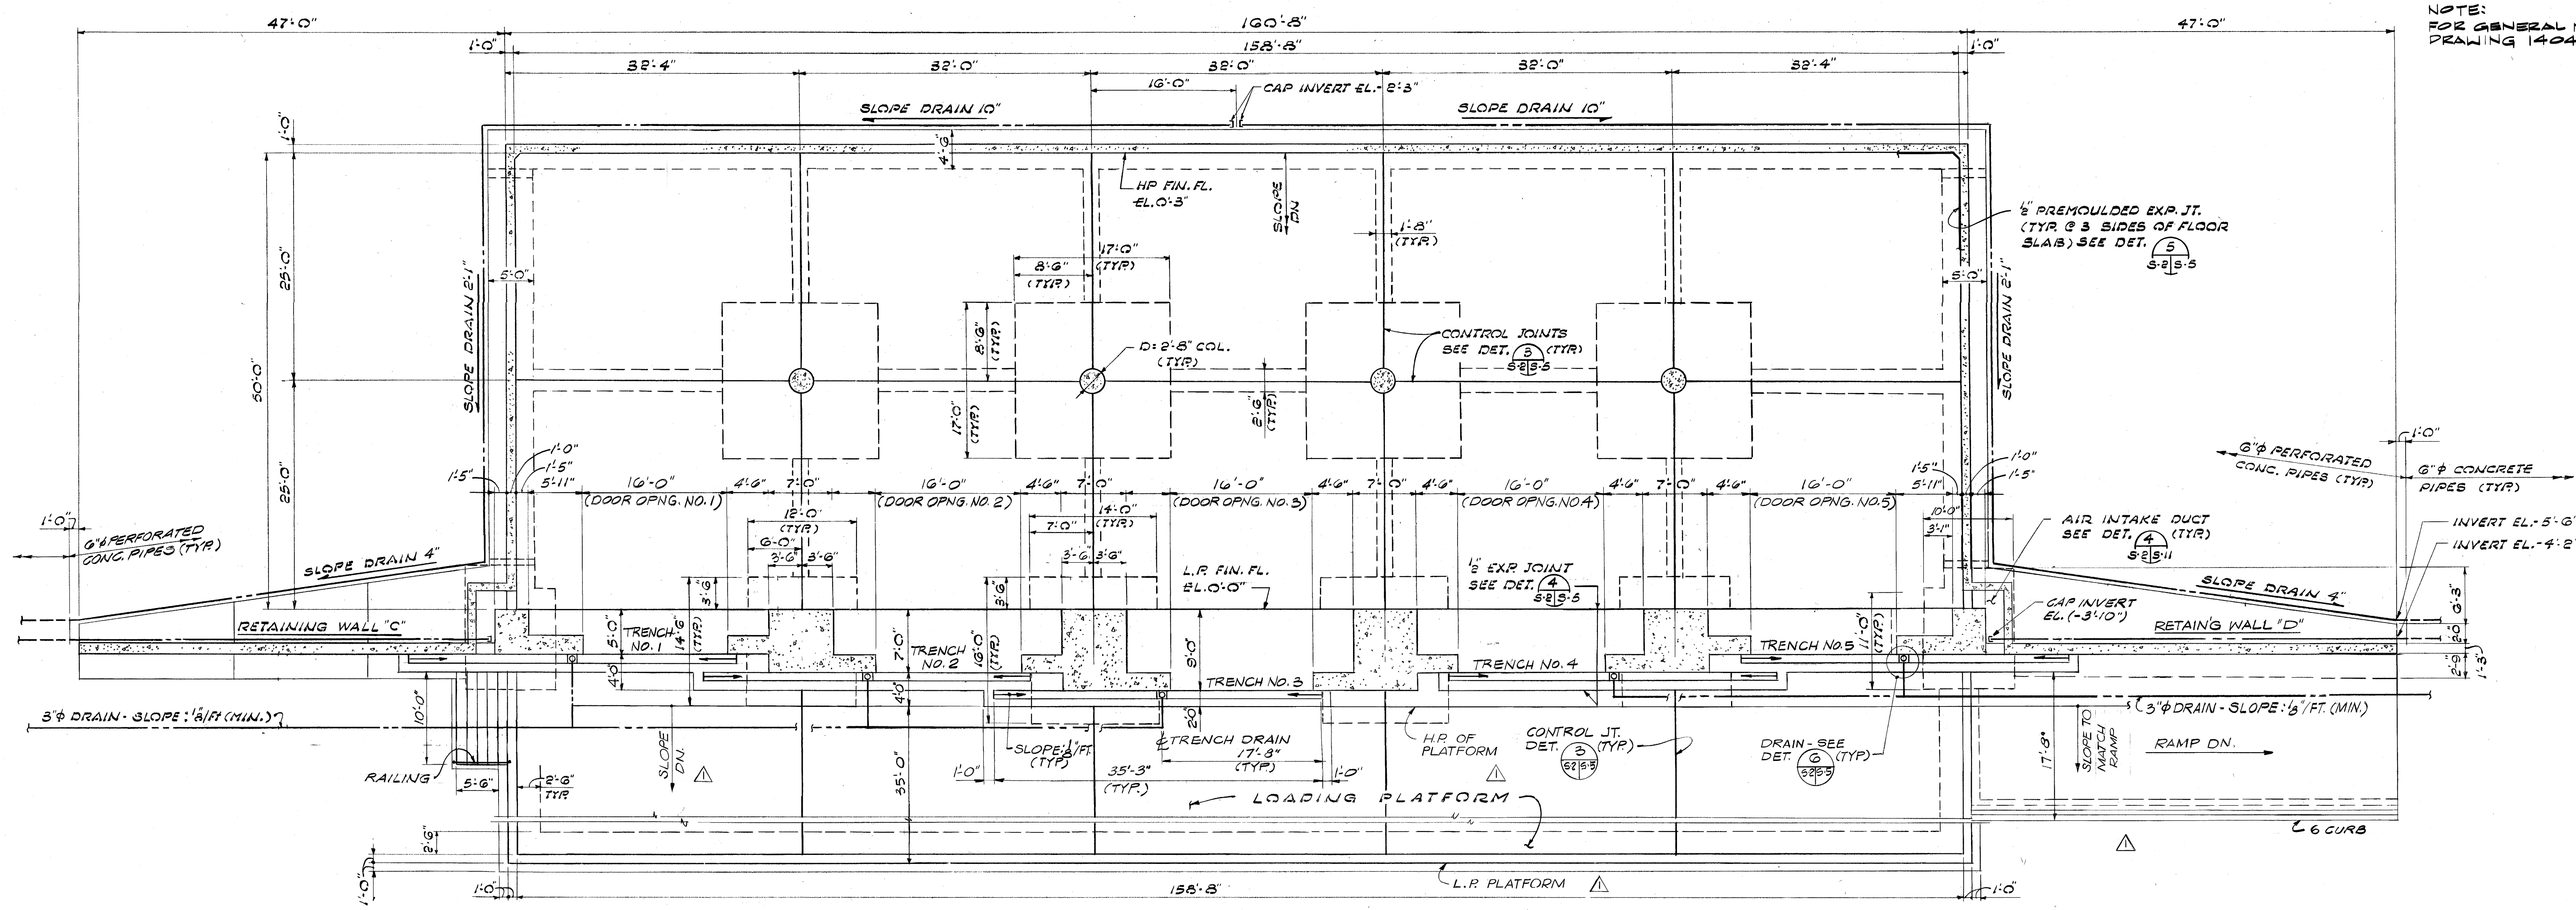 NOTE:
FOR GENERAL
DRAWING 1404
47'-0"
160'-8"
47'-0"
1'-0"
158'-8"
1'-0"
32'-4"
32'-0"
32'-0"
32'-0"
32'-4"
16'-0"
CAP INVERT EL.-2'-3"
SLOPE DRAIN 10"
SLOPE DRAIN 10"
1'-0"
4'-6"
HP FIN. FL.
EL. 0'-3"
SLOPE
DN
1'-8"
(TYP.)
1/2" PREMOULDED EXP. JT.
(TYP. @ 3 SIDES OF FLOOR
SLAB) SEE DET.
5
S-2 S-5
25'-0"
50'-0"
25'-0"
SLOPE DRAIN 2'-1"
5'-0"
17'-0"
(TYP.)
8'-6"
(TYP.)
5'-0"
SLOPE DRAIN 2'-1"
8'-6"
(TYP.)
17'-0"
(TYP.)
D=2'-8" COL.
(TYP.)
CONTROL JOINTS
SEE DET. 3 (TYP.)
S-2 S-5
2'-6"
(TYP.)
1'-0"
6"φ PERFORATED
CONC. PIPES (TYP.)
6"φ CONCRETE
PIPES (TYP.)
1'-5"
1'-0"
1'-5"
5'-11"
16'-0"
(DOOR OPNG. NO. 1)
4'-6"
7'-0"
16'-0"
(DOOR OPNG. NO. 2)
4'-6"
7'-0"
16'-0"
(DOOR OPNG. NO. 3)
4'-6"
7'-0"
4'-6"
16'-0"
(DOOR OPNG. NO. 4)
4'-6"
7'-0"
4'-6"
16'-0"
(DOOR OPNG. NO. 5)
1'-5"
5'-11"
1'-0"
1'-5"
1'-0"
6"φ PERFORATED
CONC. PIPES (TYP.)
SLOPE DRAIN 4"
12'-0"
(TYP.)
6'-0"
3'-6"
3'-6"
14'-0"
(TYP.)
7'-0"
3'-6"
3'-6"
10'-0"
3'-1"
AIR INTAKE DUCT
SEE DET. 4 (TYP.)
S-2 S-11
INVERT EL.-5'-6"
INVERT EL.-4'-2"
3'-6"
3'-6"
L.P. FIN. FL.
EL. 0'-0"
1/2" EXP. JOINT
SEE DET. 4
S-2 S-5
SLOPE DRAIN 4"
CAP INVERT
EL. (-3'-10")
6'-3"
2'-0"
1'-3"
2'-9"
RETAINING WALL "C"
RETAING WALL "D"
5'-0"
4'-0"
TRENCH
NO. 1
14'-6"
(TYP.)
7'-0"
4'-0"
TRENCH
NO. 2
16'-0"
(TYP.)
9'-0"
2'-0"
TRENCH NO. 3
TRENCH NO. 4
TRENCH NO. 5
11'-0"
(TYP.)
10'-0"
3"φ DRAIN - SLOPE: 1/8"/FT (MIN.)
3"φ DRAIN - SLOPE: 1/8"/FT. (MIN.)
RAILING
5'-6"
2'-6"
TYP.
SLOPE
DN.
1
35'-0"
SLOPE: 1/8"/FT.
(TYP.)
℄ TRENCH DRAIN
17'-8"
(TYP.)
1'-0"
35'-3"
(TYP.)
1'-0"
H.P. OF
PLATFORM
1
CONTROL JT.
DET. 3 (TYP.)
S2 S-5
DRAIN - SEE
DET. 6 (TYP.)
S2 S-5
17'-8"
SLOPE TO
MATCH
RAMP
RAMP DN.
LOADING PLATFORM
6 CURB
1
2'-6"
1'-0"
1'-0"
158'-8"
1'-0"
L.P. PLATFORM
1